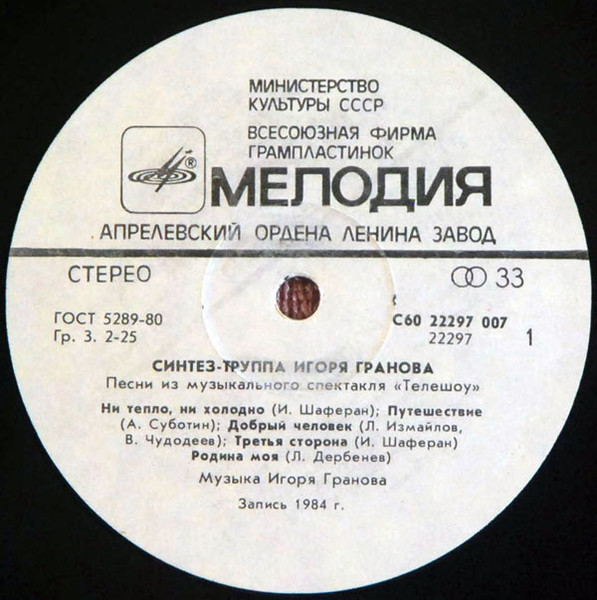 МИНИСТЕРСТВО
КУЛЬТУРЫ СССР
ВСЕСОЮЗНАЯ ФИРМА
ГРАМПЛАСТИНОК
®
МЕЛОДИЯ
АПРЕЛЕВСКИЙ ОРДЕНА ЛЕНИНА ЗАВОД
СТЕРЕО
33
ГОСТ 5289-80
С60 22297 007
Гр. 3. 2-25
22297
1
СИНТЕЗ-ТРУППА ИГОРЯ ГРАНОВА
Песни из музыкального спектакля «Телешоу»
Ни тепло, ни холодно (И. Шаферан); Путешествие
(А. Суботин); Добрый человек (Л. Измайлов,
В. Чудодеев); Третья сторона (И. Шаферан)
Родина моя (Л. Дербенев)
Музыка Игоря Гранова
Запись 1984 г.